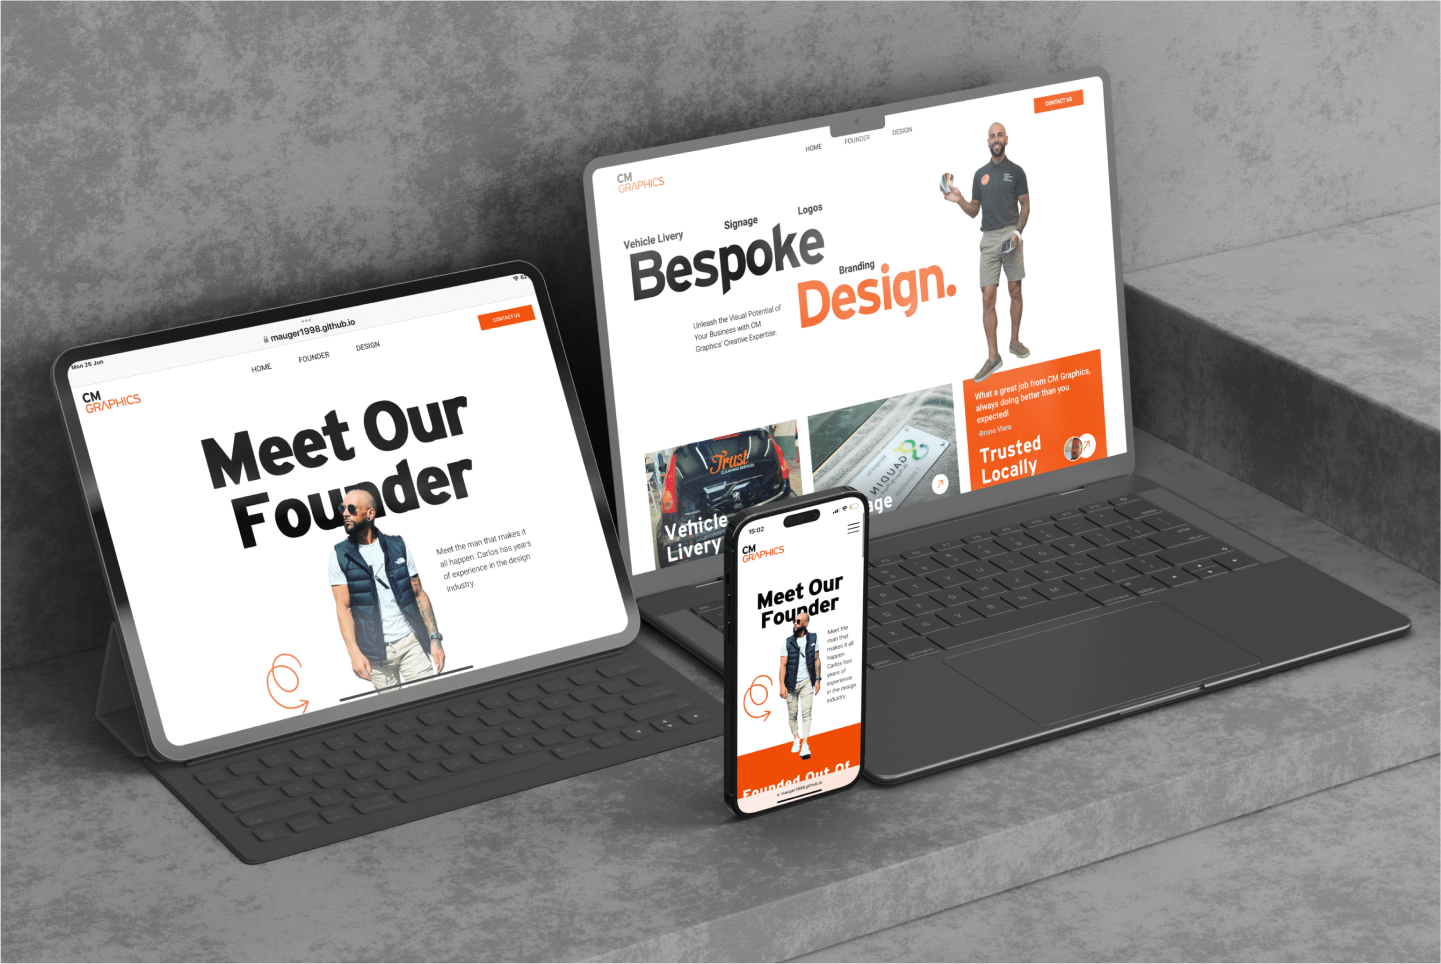 Mon 26 Jun
mauger1998.github.io
CONTACT US
HOME
FOUNDER
DESIGN
CM
GRAPHICS
Meet Our
Founder
Meet the man that makes it
all happen. Carlos has years
of experience in the design
industry.
CONTACT US
HOME
FOUNDER
DESIGN
CM
GRAPHICS
Vehicle Livery
Signage
Logos
Bespoke
Branding
Design.
Unleash the Visual Potential of
Your Business with CM
Graphics' Creative Expertise.
What a great job from CM Graphics,
always doing better than you
expected!
-Bruno Viera
Trusted
Locally
Trust
CLEANING SERVICES
GAUDIN
Vehicle
Livery
15:02
CM
GRAPHICS
Meet Our
Founder
Meet the
man that
makes it all
happen
Carlos has
years of
experience
in the design
industry.
Founded Out Of
mauger1998.github.io